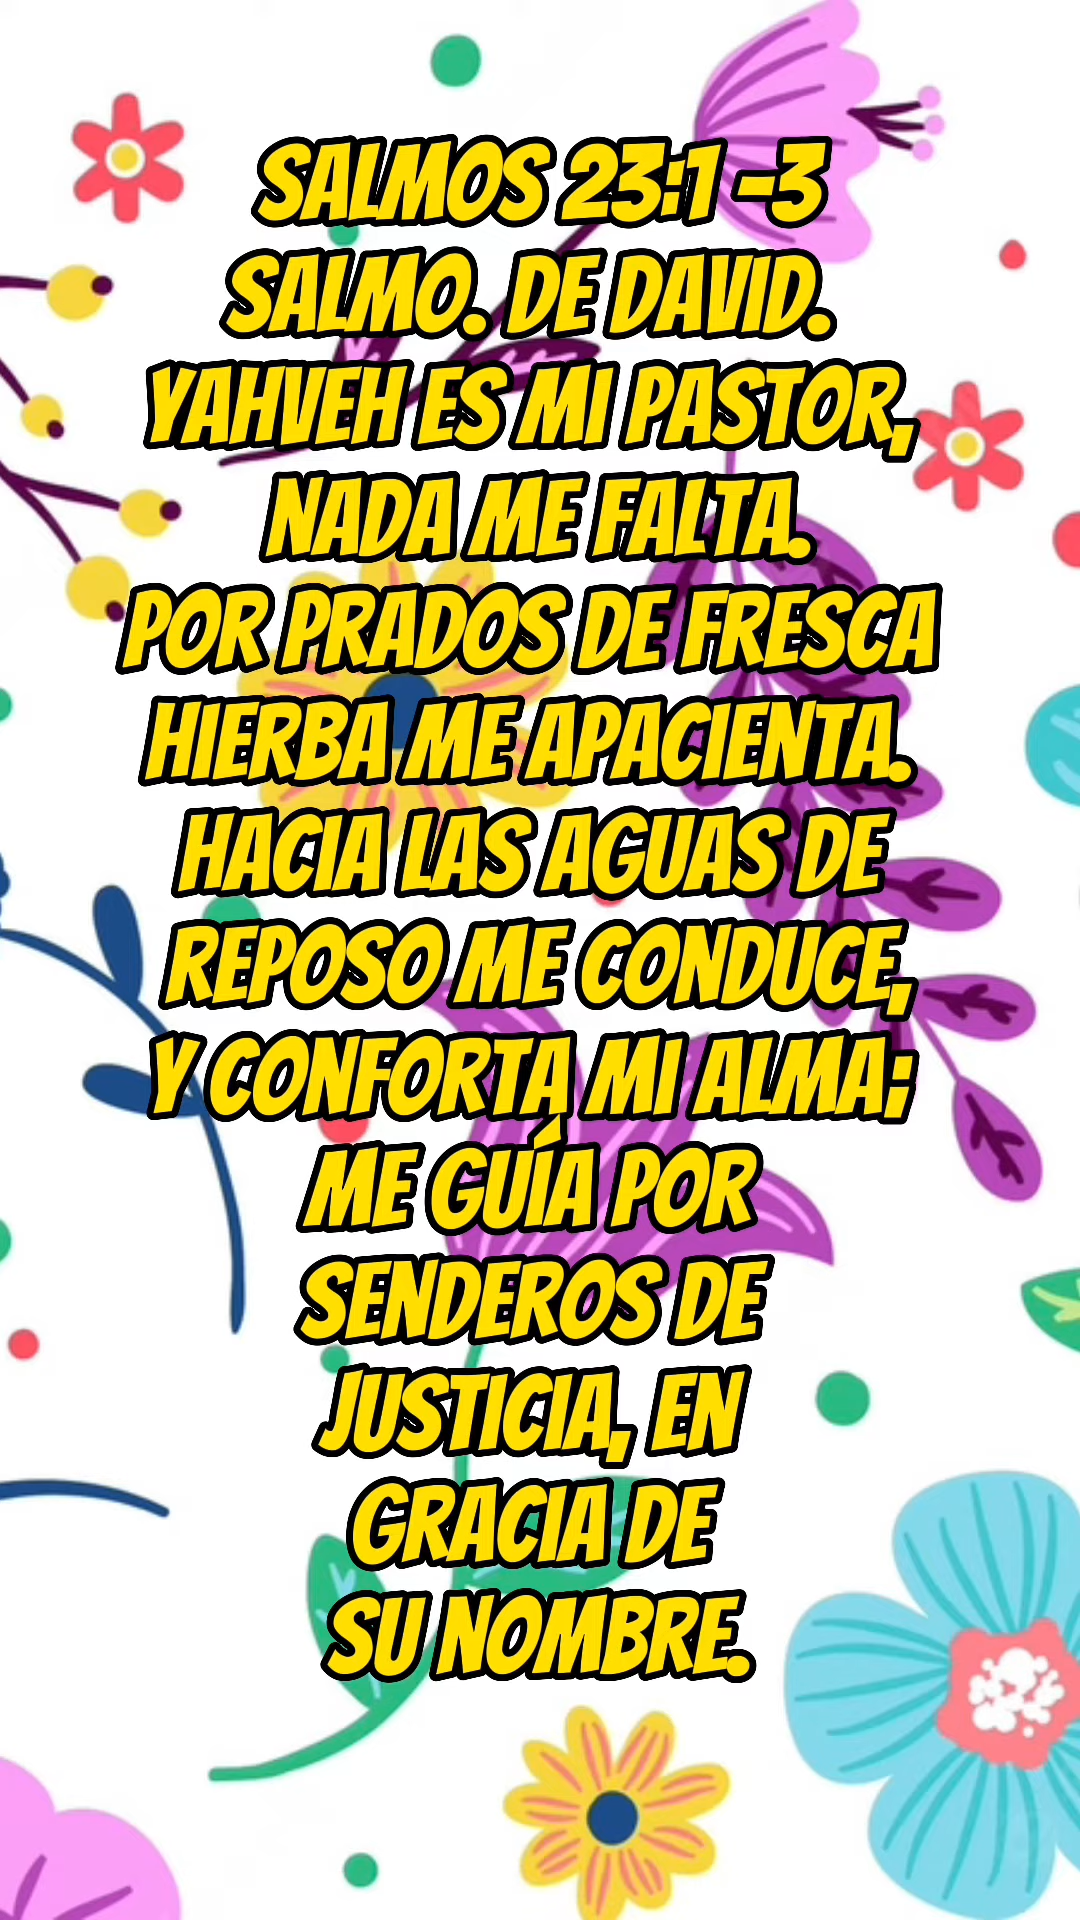 SALMOS 23:1 -3
SALMO. DE DAVID.
YAHVEH ES MI PASTOR,
NADA ME FALTA.
POR PRADOS DE FRESCA
HIERBA ME APACIENTA.
HACIA LAS AGUAS DE
REPOSO ME CONDUCE,
Y CONFORTA MI ALMA;
ME GUÍA POR
SENDEROS DE
JUSTICIA, EN
GRACIA DE
SU NOMBRE.